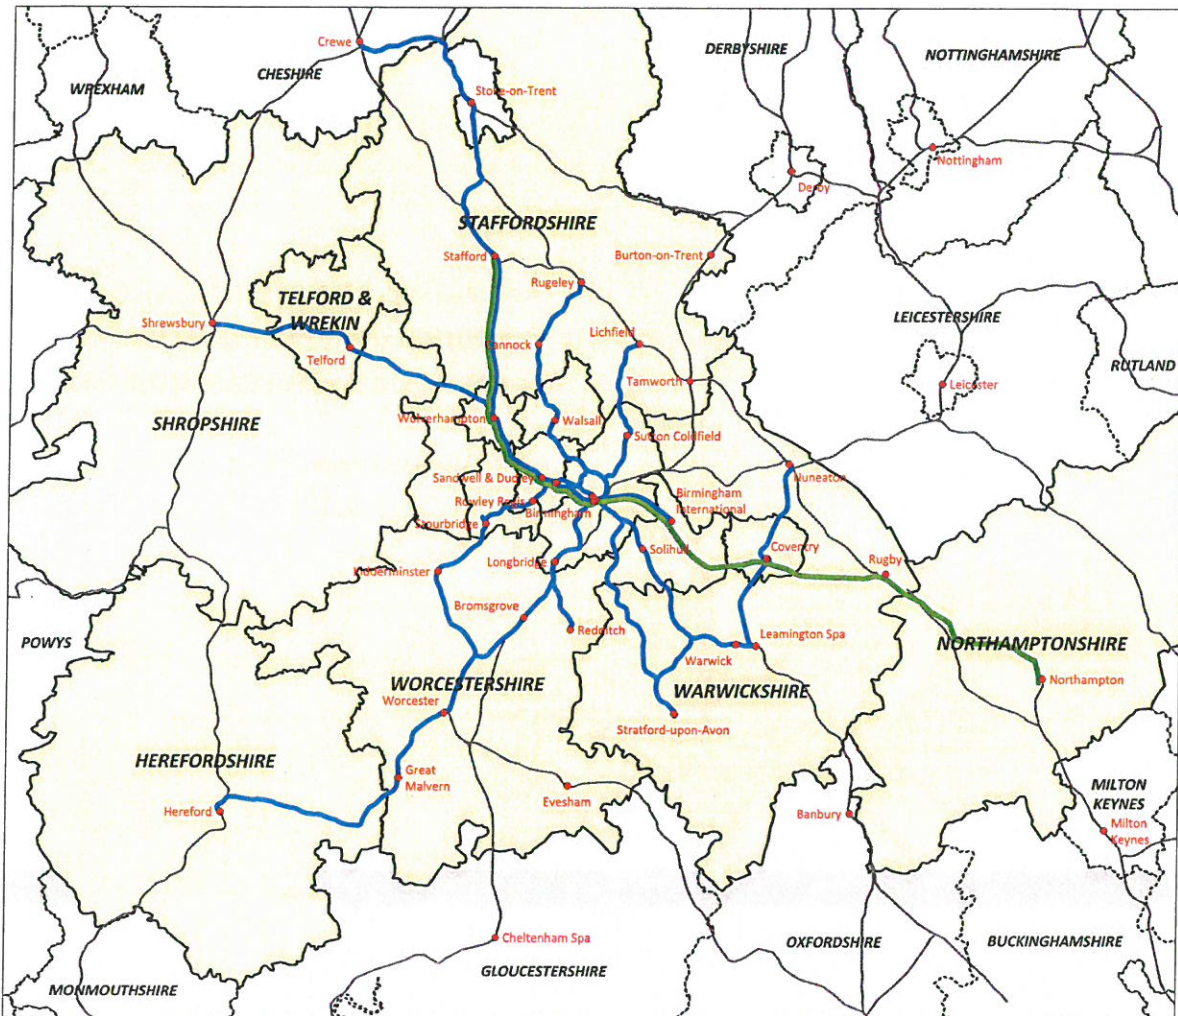 Crewe
DERBYSHIRE
NOTTINGHAMSHIRE
CHESHIRE
WREXHAM
Stoke-on-Trent
Nottingham
Derby
STAFFORDSHIRE
Stafford
Burton-on-Trent
Rugeley
TELFORD &
WREKIN
Shrewsbury
LEICESTERSHIRE
Lichfield
Cannock
Telford
RUTLAND
Tamworth
Leicester
SHROPSHIRE
Wolverhampton
Walsall
Sutton Coldfield
Sandwell & Dudley
Nuneaton
Rowley Regis
Birmingham
International
Birmingham
Stourbridge
Solihull
Coventry
Longbridge
Rugby
Kidderminster
Bromsgrove
Redditch
Leamington Spa
POWYS
NORTHAMPTONSHIRE
Warwick
Northampton
WORCESTERSHIRE
WARWICKSHIRE
Worcester
Stratford-upon-Avon
HEREFORDSHIRE
Great
Malvern
MILTON
KEYNES
Evesham
Hereford
Banbury
Milton
Keynes
Cheltenham Spa
OXFORDSHIRE
BUCKINGHAMSHIRE
GLOUCESTERSHIRE
MONMOUTHSHIRE